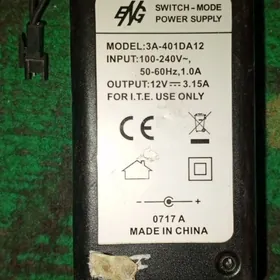 ENG SWITCH-MODE
POWER SUPPLY
MODEL:3A-401DA12
INPUT:100-240V~,
50-60Hz,1.0A
OUTPUT:12V⎓3.15A
FOR I.T.E. USE ONLY
CE
- +
0717 A
MADE IN CHINA